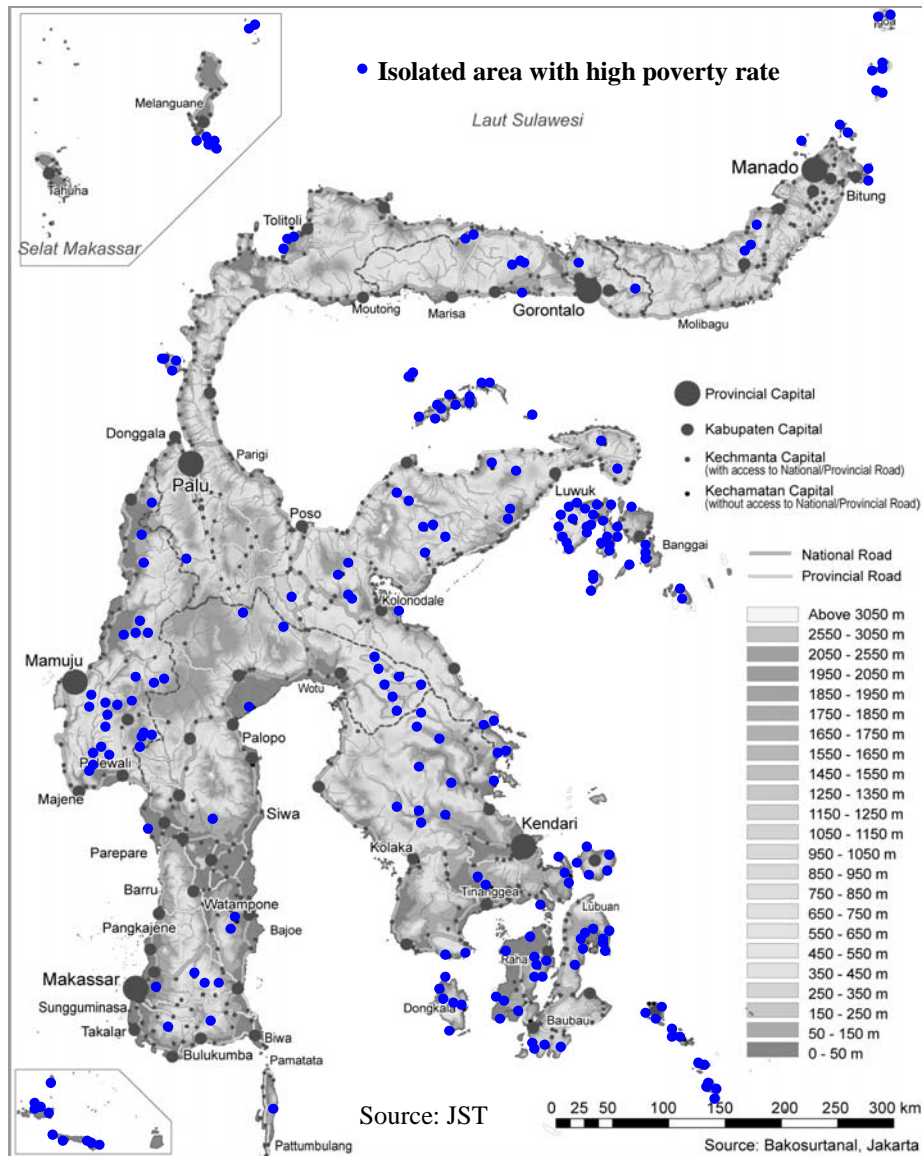 Isolated area with high poverty rate
Melanguane
Laut Sulawesi
Tahuna
Selat Makassar
Manado
Bitung
Tolitoli
Moutong
Marisa
Gorontalo
Molibagu
Provincial Capital
Kabupaten Capital
Kechmanta Capital
(with access to National/Provincial Road)
Kechamatan Capital
(without access to National/Provincial Road)
Donggala
Parigi
Palu
Luwuk
Poso
Banggai
National Road
Provincial Road
Kolonodale
Above 3050 m
2550 - 3050 m
2050 - 2550 m
1950 - 2050 m
1850 - 1950 m
1750 - 1850 m
1650 - 1750 m
1550 - 1650 m
1450 - 1550 m
1250 - 1350 m
1150 - 1250 m
1050 - 1150 m
950 - 1050 m
850 - 950 m
750 - 850 m
650 - 750 m
550 - 650 m
450 - 550 m
350 - 450 m
250 - 350 m
150 - 250 m
50 - 150 m
0 - 50 m
Mamuju
Wotu
Palopo
Polewali
Majene
Siwa
Parepare
Kendari
Kolaka
Barru
Tinanggea
Watampone
Lubuan
Pangkajene
Bajoe
Raha
Makassar
Sungguminasa
Dongkala
Takalar
Baubau
Biwa
Bulukumba
Pamatata
Source: JST
0 25 50 100 150 200 250 300 km
Pattumbulang
Source: Bakosurtanal, Jakarta